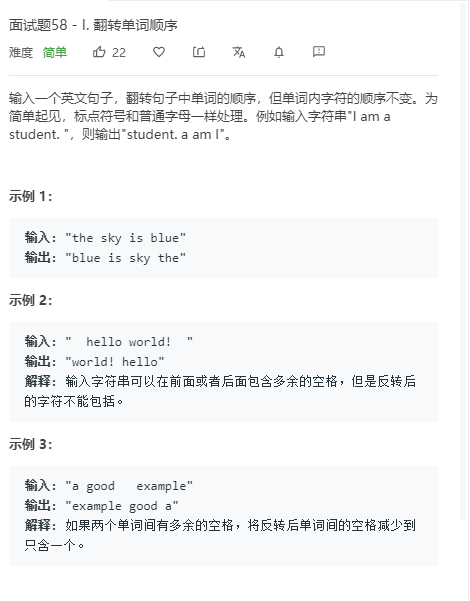 面试题58 - I. 翻转单词顺序
难度 简单 22
输入一个英文句子，翻转句子中单词的顺序，但单词内字符的顺序不变。为
简单起见，标点符号和普通字母一样处理。例如输入字符串"I am a
student. "，则输出"student. a am I"。
示例 1：
输入: "the sky is blue"
输出: "blue is sky the"
示例 2：
输入: "  hello world!  "
输出: "world! hello"
解释: 输入字符串可以在前面或者后面包含多余的空格，但是反转后
的字符不能包括。
示例 3：
输入: "a good   example"
输出: "example good a"
解释: 如果两个单词间有多余的空格，将反转后单词间的空格减少到
只含一个。